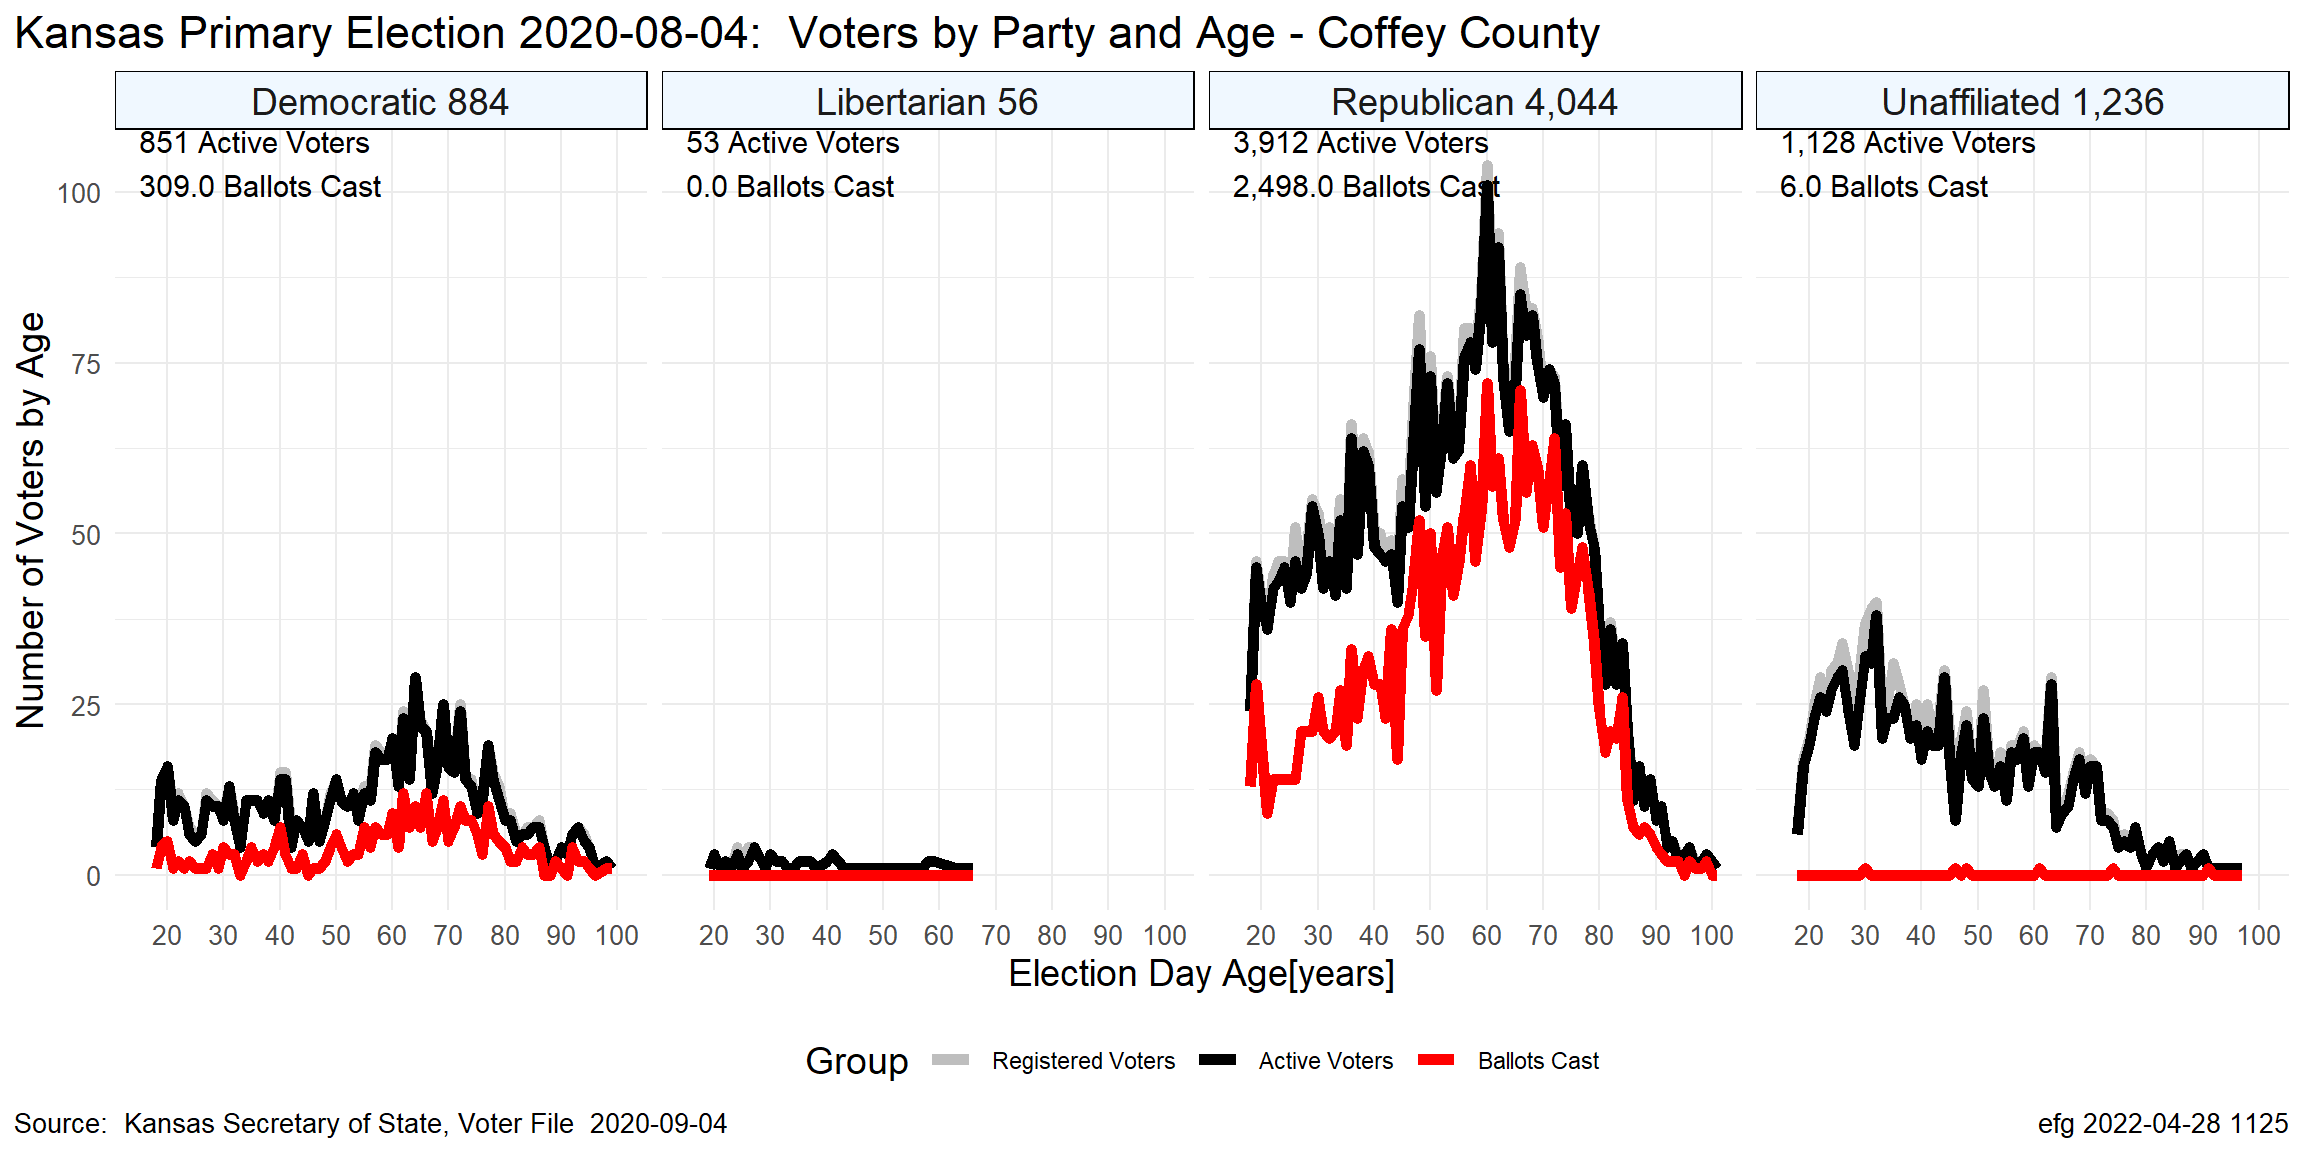 Kansas Primary Election 2020-08-04:  Voters by Party and Age - Coffey County
Democratic 884
Libertarian 56
Republican 4,044
Unaffiliated 1,236
851 Active Voters
309.0 Ballots Cast
53 Active Voters
0.0 Ballots Cast
3,912 Active Voters
2,498.0 Ballots Cast
1,128 Active Voters
6.0 Ballots Cast
Number of Voters by Age
100
75
50
25
0
20 30 40 50 60 70 80 90 100
20 30 40 50 60 70 80 90 100
20 30 40 50 60 70 80 90 100
20 30 40 50 60 70 80 90 100
Election Day Age[years]
Group Registered Voters Active Voters Ballots Cast
Source:  Kansas Secretary of State, Voter File  2020-09-04
efg 2022-04-28 1125